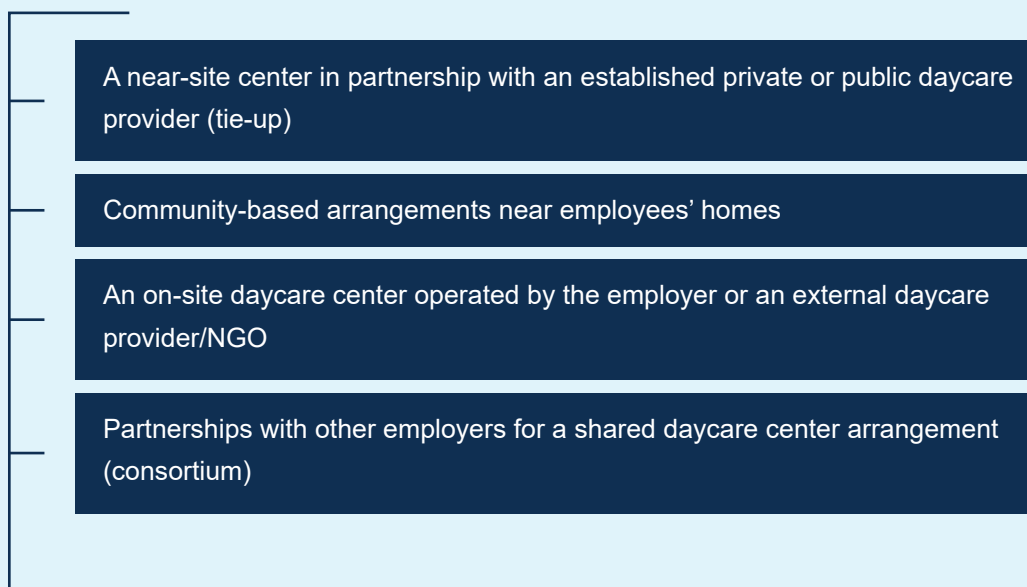 A near-site center in partnership with an established private or public daycare
provider (tie-up)
Community-based arrangements near employees’ homes
An on-site daycare center operated by the employer or an external daycare
provider/NGO
Partnerships with other employers for a shared daycare center arrangement
(consortium)